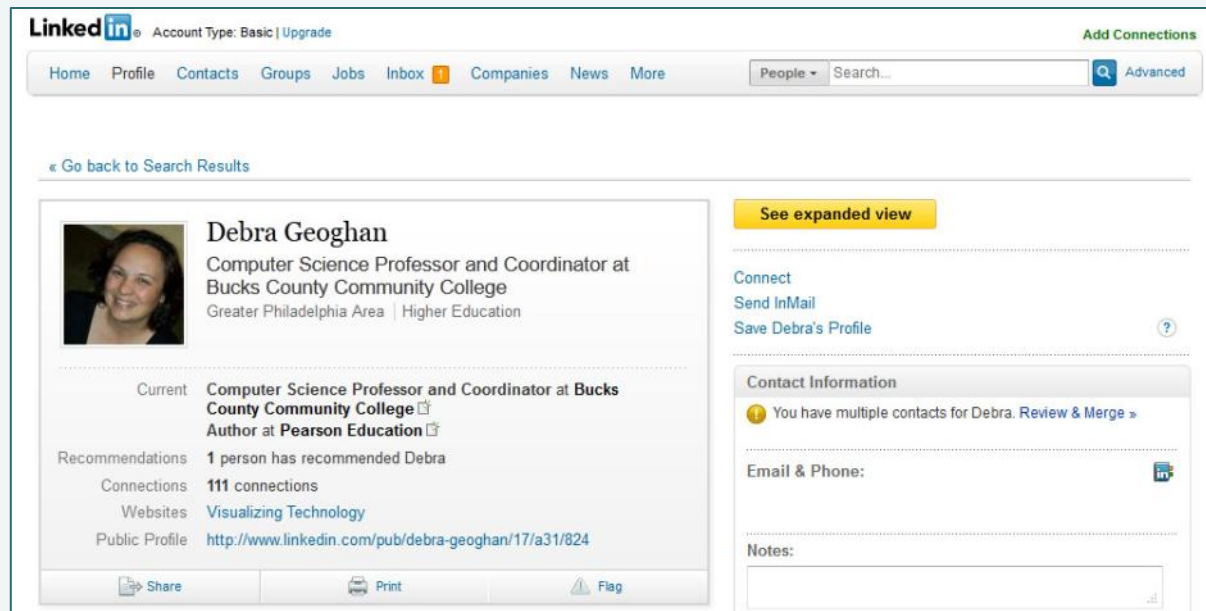 Linked in® Account Type: Basic | Upgrade
Add Connections
Home Profile Contacts Groups Jobs Inbox 1 Companies News More
People Search... Advanced
« Go back to Search Results
Debra Geoghan
Computer Science Professor and Coordinator at
Bucks County Community College
Greater Philadelphia Area | Higher Education
Current Computer Science Professor and Coordinator at Bucks
County Community College
Author at Pearson Education
Recommendations 1 person has recommended Debra
Connections 111 connections
Websites Visualizing Technology
Public Profile http://www.linkedin.com/pub/debra-geoghan/17/a31/824
Share Print Flag
See expanded view
Connect
Send InMail
Save Debra's Profile ?
Contact Information
You have multiple contacts for Debra. Review & Merge »
Email & Phone: in
Notes: